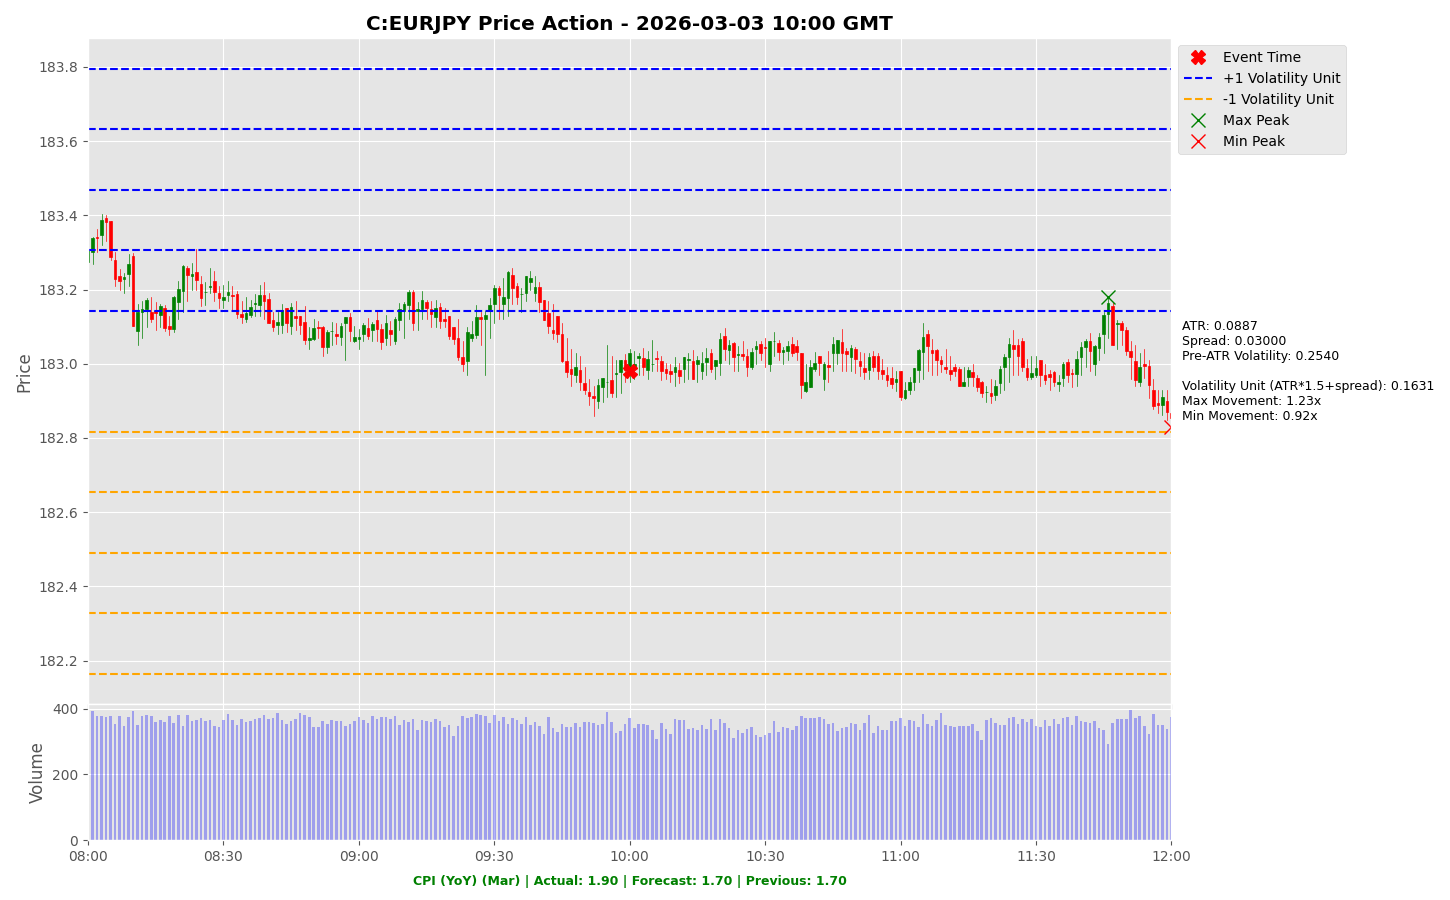 C:EURJPY Price Action - 2026-03-03 10:00 GMT
Event Time
+1 Volatility Unit
-1 Volatility Unit
Max Peak
Min Peak
Price
183.8
183.6
183.4
183.2
183.0
182.8
182.6
182.4
182.2
ATR: 0.0887
Spread: 0.03000
Pre-ATR Volatility: 0.2540
Volatility Unit (ATR*1.5+spread): 0.1631
Max Movement: 1.23x
Min Movement: 0.92x
Volume
400
200
0
08:00
08:30
09:00
09:30
10:00
10:30
11:00
11:30
12:00
CPI (YoY) (Mar) | Actual: 1.90 | Forecast: 1.70 | Previous: 1.70